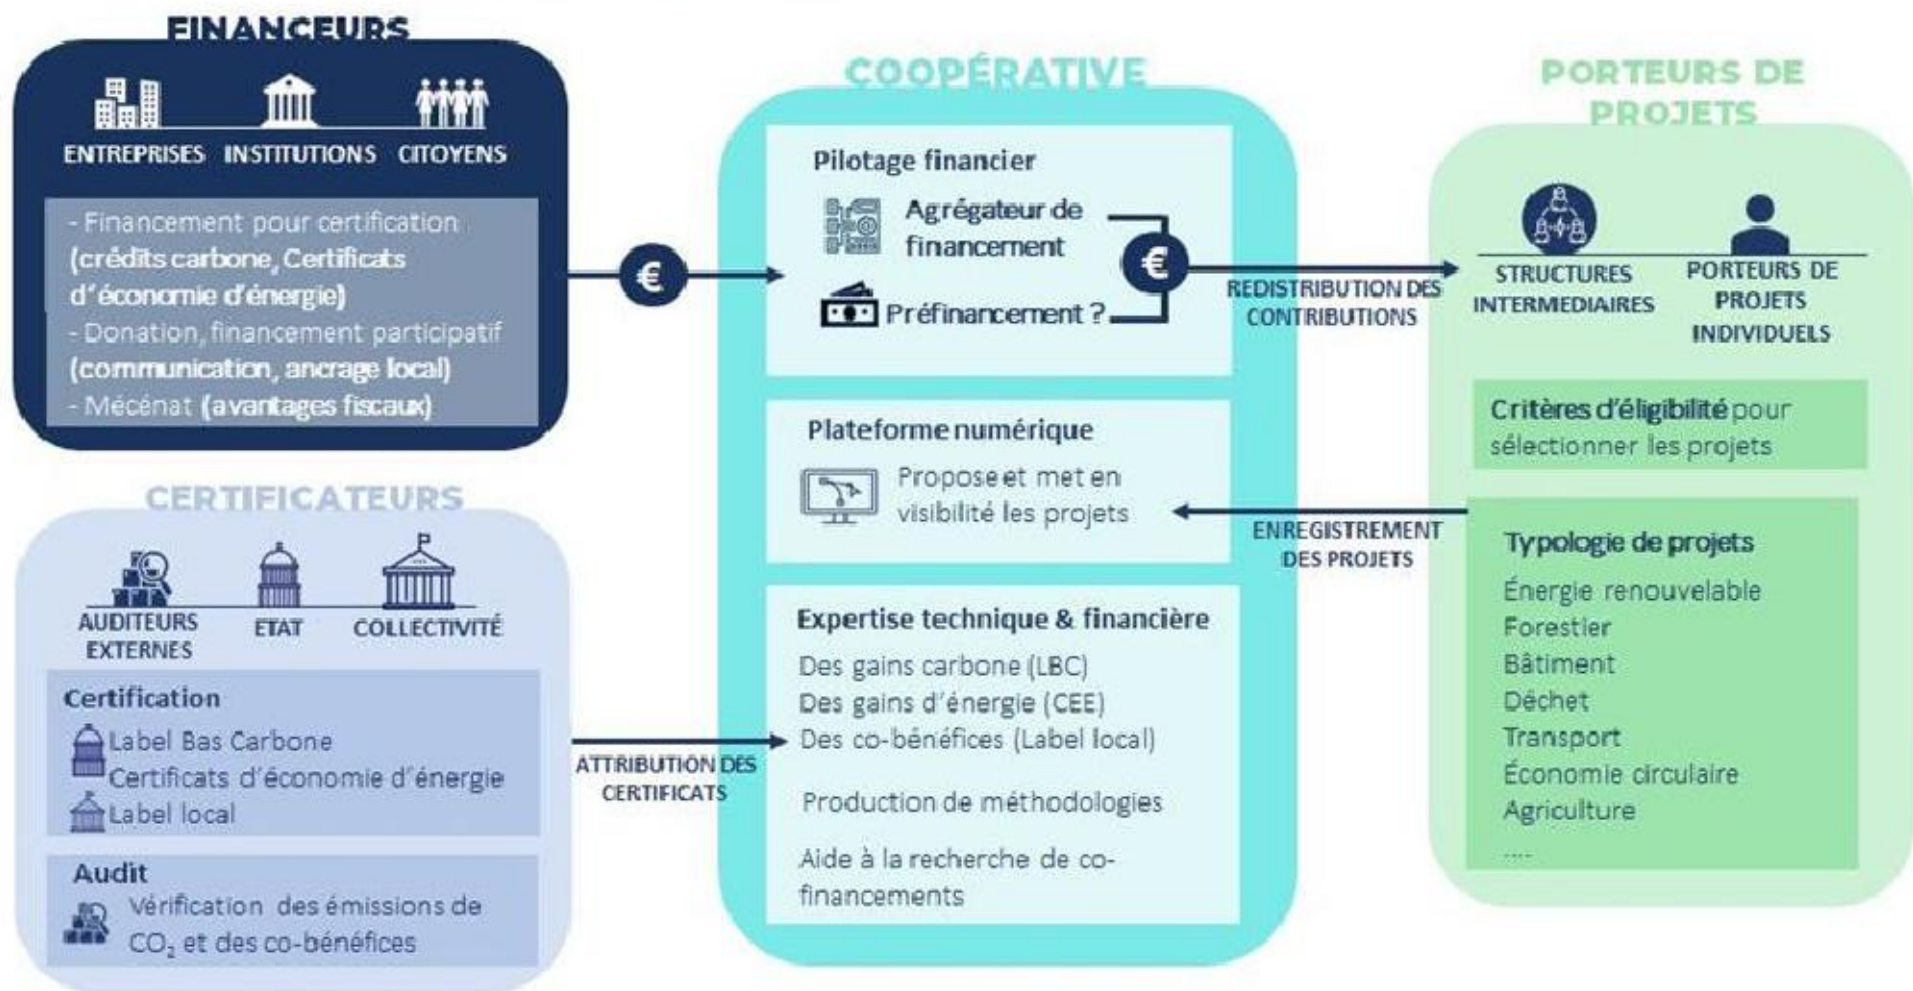 FINANCEURS
ENTREPRISES INSTITUTIONS CITOYENS
- Financement pour certification
(crédits carbone, Certificats
d'économie d'énergie)
- Donation, financement participatif
(communication, ancrage local)
- Mécénat (avantages fiscaux)
CERTIFICATEURS
AUDITEURS
EXTERNES
ETAT
COLLECTIVITÉ
Certification
Label Bas Carbone
Certificats d'économie d'énergie
Label local
Audit
Vérification des émissions de
CO₂ et des co-bénéfices
€
ATTRIBUTION DES
CERTIFICATS
COOPÉRATIVE
Pilotage financier
Agrégateur de
financement
Préfinancement ?
€
Plateforme numérique
Propose et met en
visibilité les projets
Expertise technique & financière
Des gains carbone (LBC)
Des gains d'énergie (CEE)
Des co-bénéfices (Label local)
Production de méthodologies
Aide à la recherche de co-
financements
REDISTRIBUTION DES
CONTRIBUTIONS
ENREGISTREMENT
DES PROJETS
PORTEURS DE
PROJETS
STRUCTURES
INTERMEDIAIRES
PORTEURS DE
PROJETS
INDIVIDUELS
Critères d'éligibilité pour
sélectionner les projets
Typologie de projets
Énergie renouvelable
Forestier
Bâtiment
Déchet
Transport
Économie circulaire
Agriculture
....